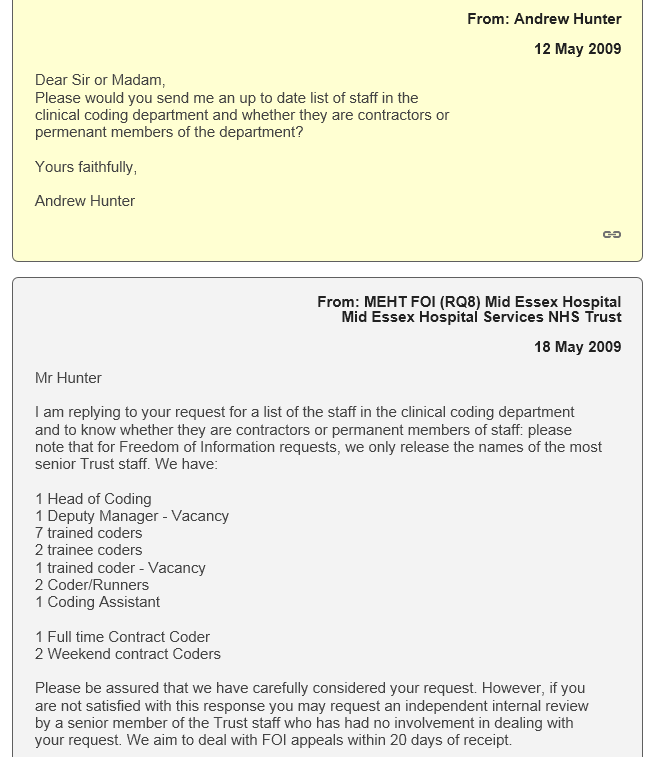 From: Andrew Hunter
12 May 2009
Dear Sir or Madam,
Please would you send me an up to date list of staff in the
clinical coding department and whether they are contractors or
permenant members of the department?
Yours faithfully,
Andrew Hunter
From: MEHT FOI (RQ8) Mid Essex Hospital
Mid Essex Hospital Services NHS Trust
18 May 2009
Mr Hunter
I am replying to your request for a list of the staff in the clinical coding department
and to know whether they are contractors or permanent members of staff: please
note that for Freedom of Information requests, we only release the names of the most
senior Trust staff. We have:
1 Head of Coding
1 Deputy Manager - Vacancy
7 trained coders
2 trainee coders
1 trained coder - Vacancy
2 Coder/Runners
1 Coding Assistant
1 Full time Contract Coder
2 Weekend contract Coders
Please be assured that we have carefully considered your request. However, if you
are not satisfied with this response you may request an independent internal review
by a senior member of the Trust staff who has had no involvement in dealing with
your request. We aim to deal with FOI appeals within 20 days of receipt.